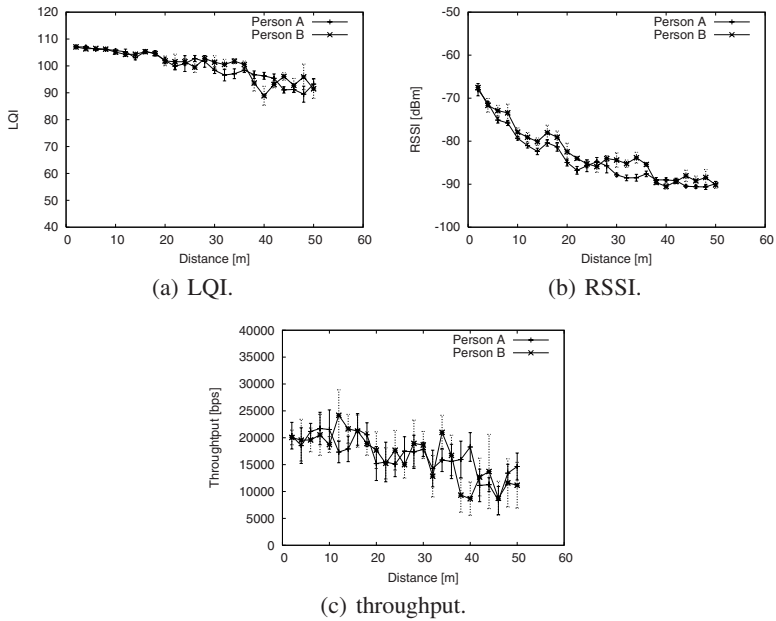 120
110
100
90
80
70
60
50
40
LQI
Person A
Person B
0 10 20 30 40 50 60
Distance [m]
(a) LQI.
-50
-60
-70
-80
-90
-100
RSSI [dBm]
Person A
Person B
0 10 20 30 40 50 60
Distance [m]
(b) RSSI.
40000
35000
30000
25000
20000
15000
10000
5000
0
Throughtput [bps]
Person A
Person B
0 10 20 30 40 50 60
Distance [m]
(c) throughput.